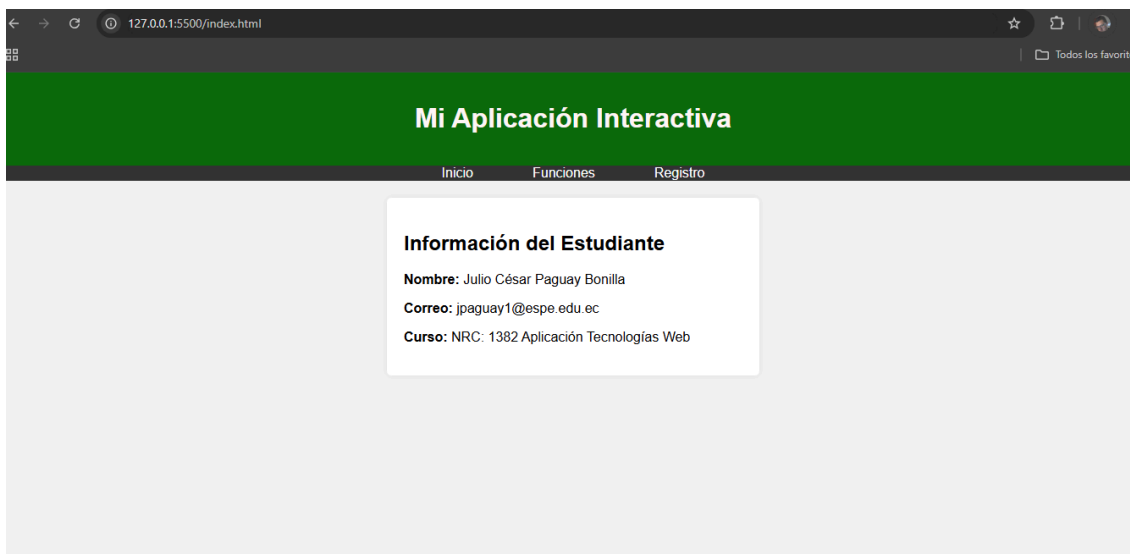 127.0.0.1:5500/index.html
Todos los favorit
Mi Aplicación Interactiva
Inicio Funciones Registro
Información del Estudiante
Nombre: Julio César Paguay Bonilla
Correo: jpaguay1@espe.edu.ec
Curso: NRC: 1382 Aplicación Tecnologías Web